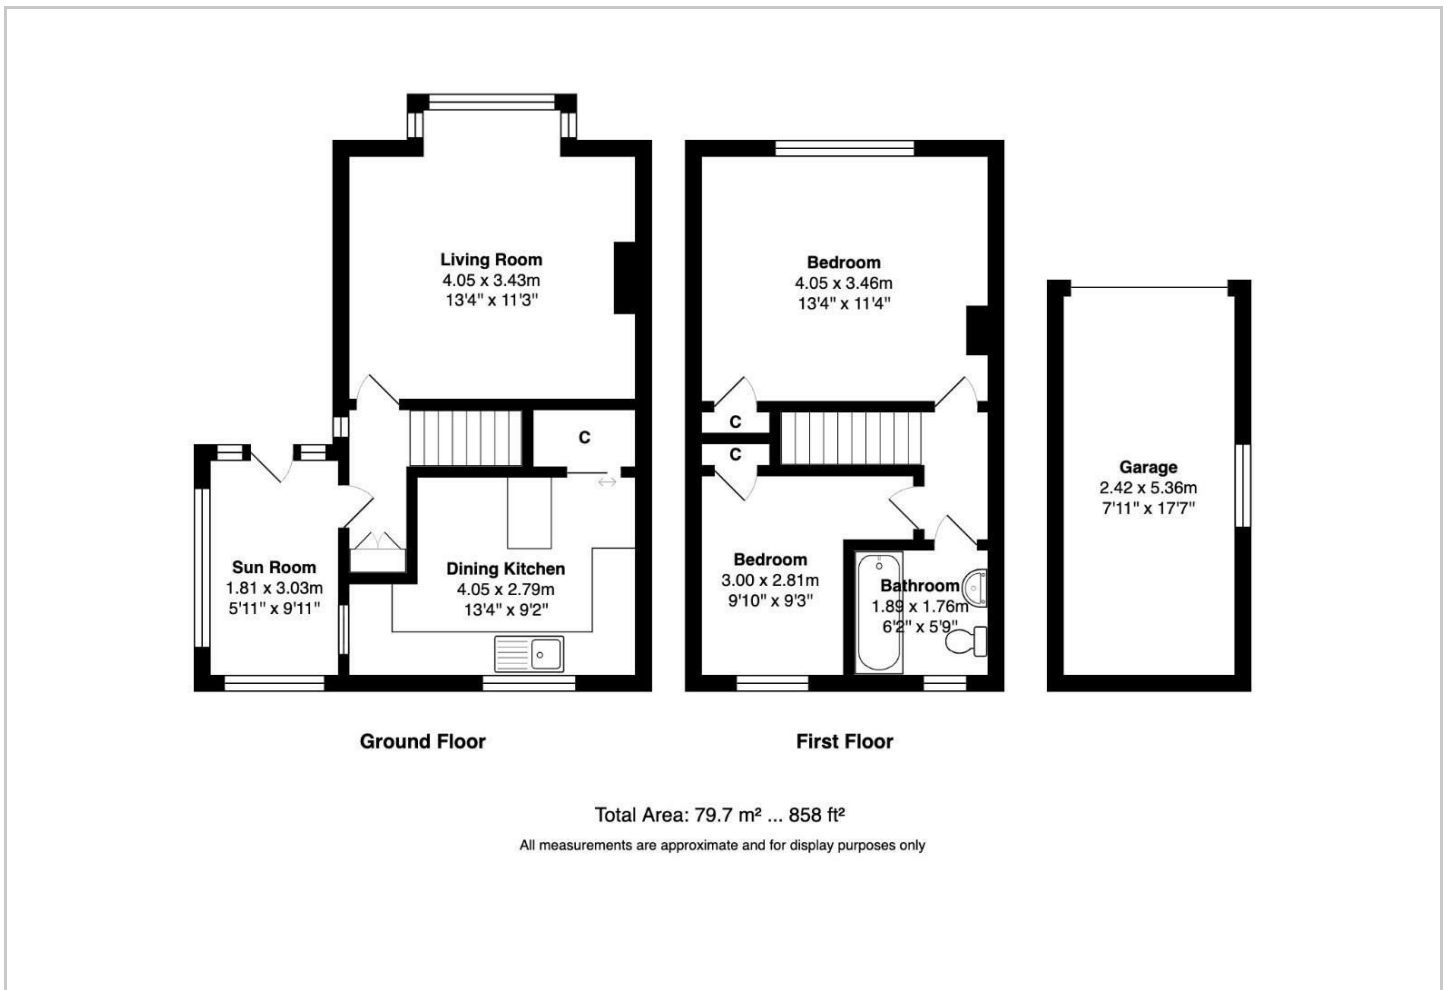 Living Room
4.05 x 3.43m
13'4" x 11'3"
C
Sun Room
1.81 x 3.03m
5'11" x 9'11"
Dining Kitchen
4.05 x 2.79m
13'4" x 9'2"
Ground Floor
Bedroom
4.05 x 3.46m
13'4" x 11'4"
C
C
Bedroom
3.00 x 2.81m
9'10" x 9'3"
Bathroom
1.89 x 1.76m
6'2" x 5'9"
First Floor
Garage
2.42 x 5.36m
7'11" x 17'7"
Total Area: 79.7 m² ... 858 ft²
All measurements are approximate and for display purposes only